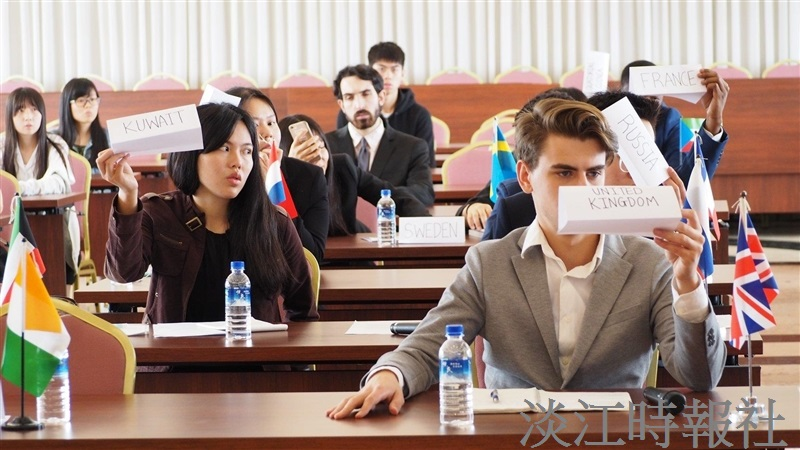 KUWAIT
FRANCE
RUSSIA
UNITED
KINGDOM
SWEDEN
淡江時報社